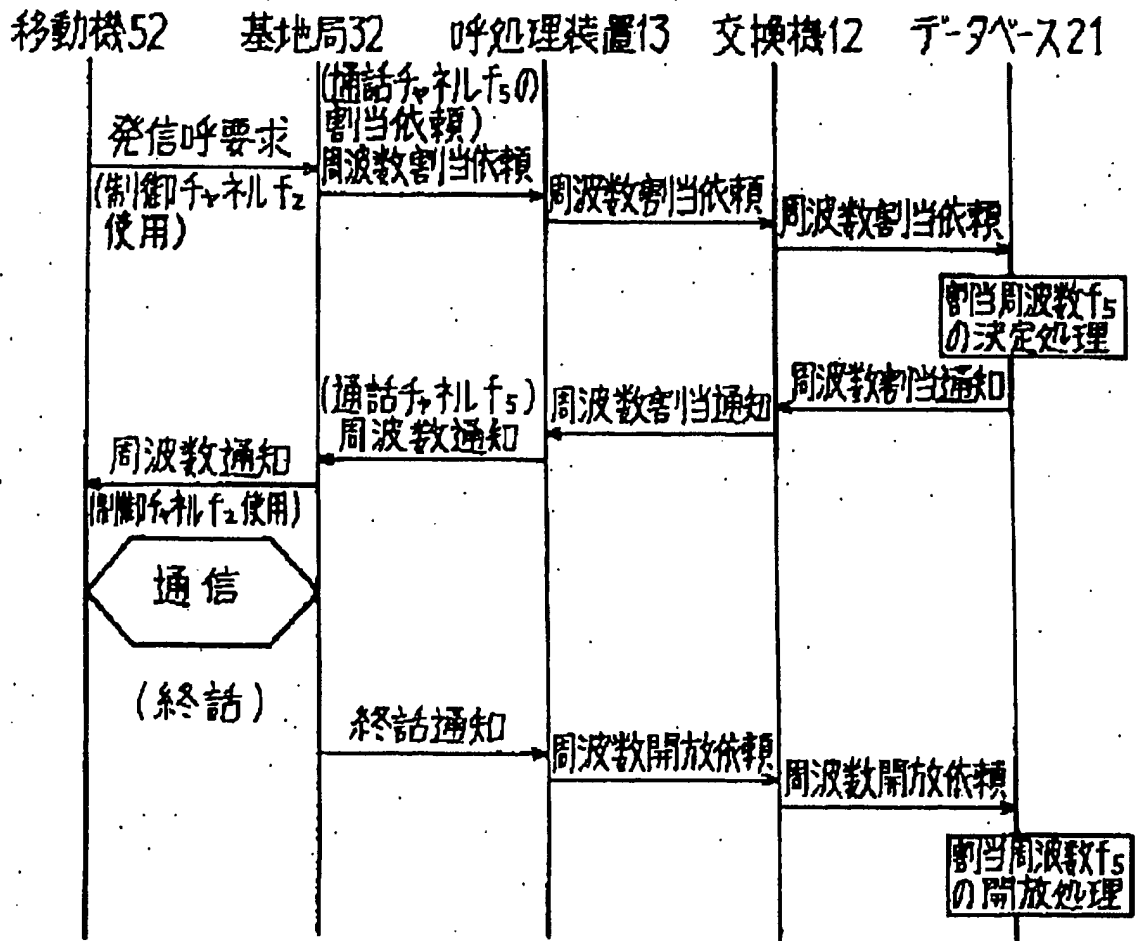 移動機52 基地局32 呼処理装置13 交換機12 データベース21
(通話チャネルf5の
割当依頼)
発信呼要求
周波数割当依頼
(制御チャネルf2
使用)
周波数割当依頼
周波数割当依頼
割当周波数f5
の決定処理
周波数割当通知
(通話チャネルf5)
周波数割当通知
周波数通知
周波数通知
(制御チャネルf2使用)
通信
(終話)
終話通知
周波数開放依頼
周波数開放依頼
割当周波数f5
の開放処理